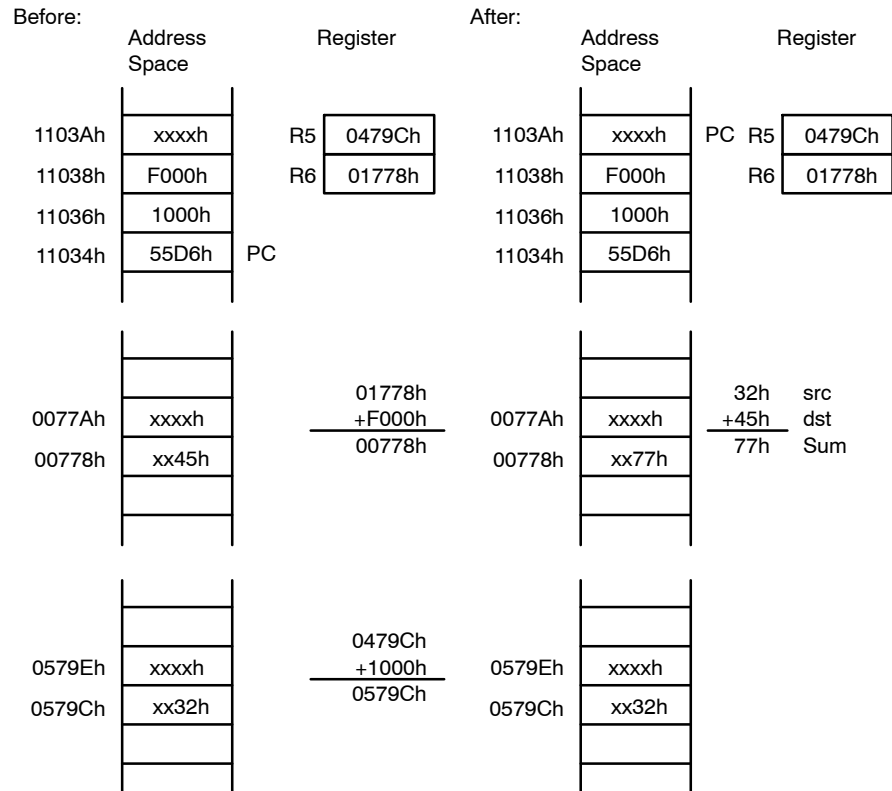 Before:
Address Space
Register
1103Ah xxxxh R5 0479Ch
11038h F000h R6 01778h
11036h 1000h
11034h 55D6h PC
After:
Address Space
Register
1103Ah xxxxh PC R5 0479Ch
11038h F000h R6 01778h
11036h 1000h
11034h 55D6h
01778h
0077Ah xxxxh +F000h
00778h xx45h 00778h
32h src
0077Ah xxxxh +45h dst
00778h xx77h 77h Sum
0479Ch
0579Eh xxxxh +1000h
0579Ch xx32h 0579Ch
0579Eh xxxxh
0579Ch xx32h